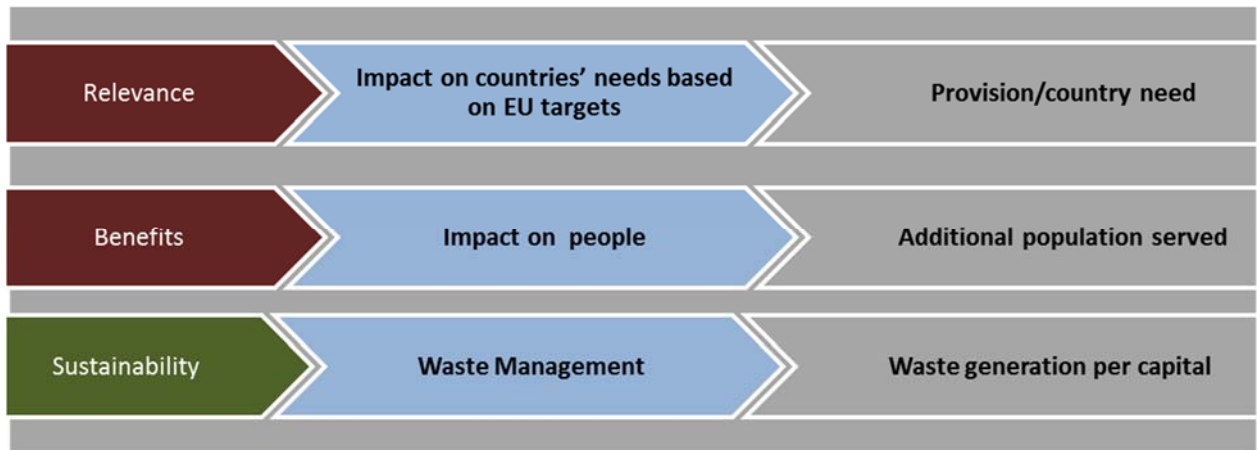 Relevance
Impact on countries’ needs based
on EU targets
Provision/country need
Benefits
Impact on people
Additional population served
Sustainability
Waste Management
Waste generation per capital